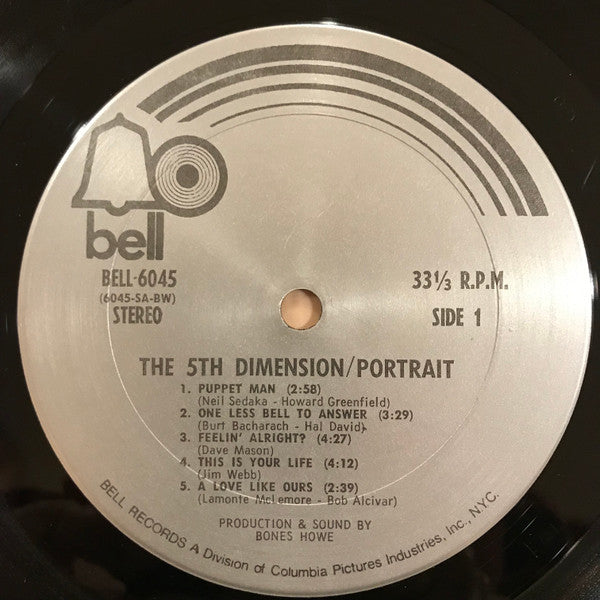 bell
BELL-6045
(6045-SA-BW)
STEREO
33 1/3 R.P.M.
SIDE 1
THE 5TH DIMENSION/PORTRAIT
1. PUPPET MAN (2:58)
(Neil Sedaka - Howard Greenfield)
2. ONE LESS BELL TO ANSWER (3:29)
(Burt Bacharach - Hal David)
3. FEELIN' ALRIGHT? (4:27)
(Dave Mason)
4. THIS IS YOUR LIFE (4:12)
(Jim Webb)
5. A LOVE LIKE OURS (2:39)
(Lamonte McLemore - Bob Alcivar)
PRODUCTION & SOUND BY
BONES HOWE
BELL RECORDS A Division of Columbia Pictures Industries, Inc., NYC.